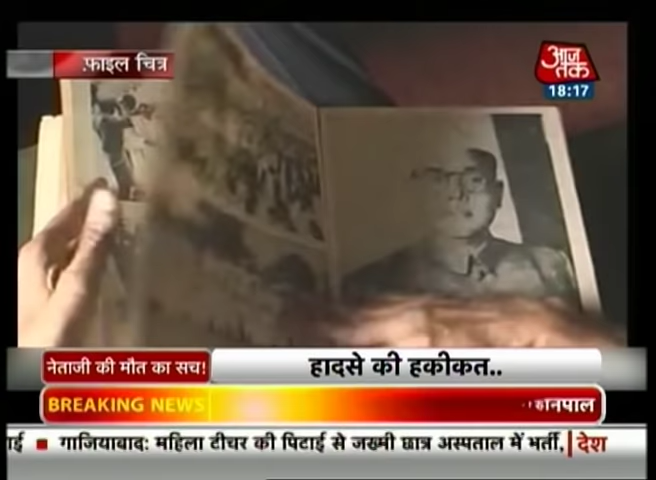 फ़ाइल चित्र
आज तक
18:17
नेताजी की मौत का सच!
हादसे की हकीकत..
BREAKING NEWS
गाजियाबाद: महिला टीचर की पिटाई से जख्मी छात्र अस्पताल में भर्ती,
देश